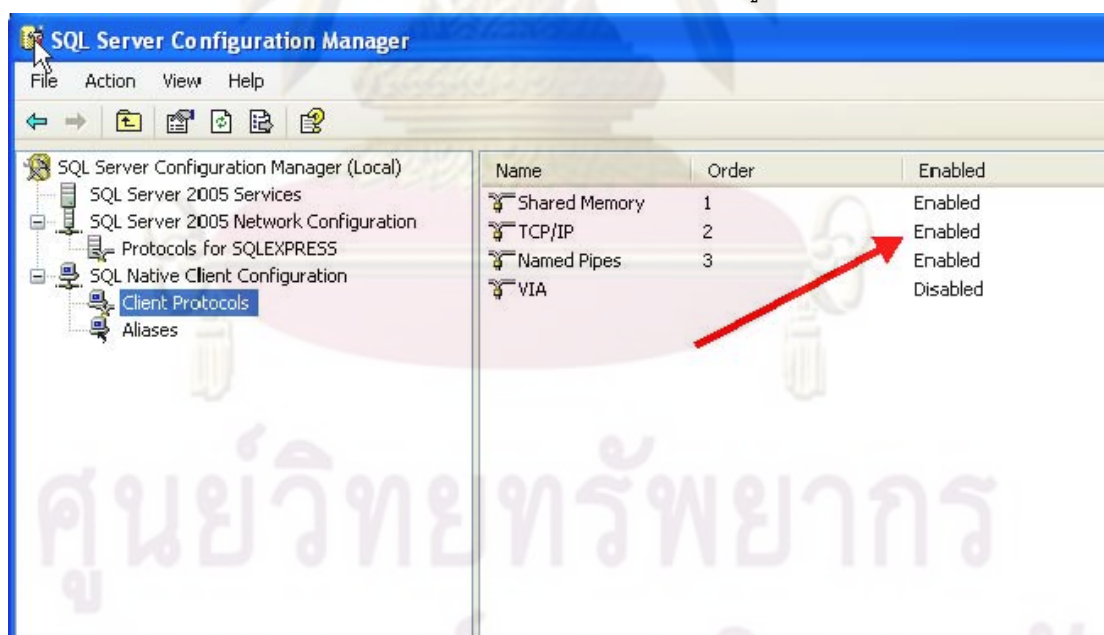 SQL Server Configuration Manager
File Action View Help
SQL Server Configuration Manager (Local)
SQL Server 2005 Services
SQL Server 2005 Network Configuration
Protocols for SQLEXPRESS
SQL Native Client Configuration
Client Protocols
Aliases
Name Order Enabled
Shared Memory 1 Enabled
TCP/IP 2 Enabled
Named Pipes 3 Enabled
VIA Disabled
ศูนย์วิทยทรัพยากร